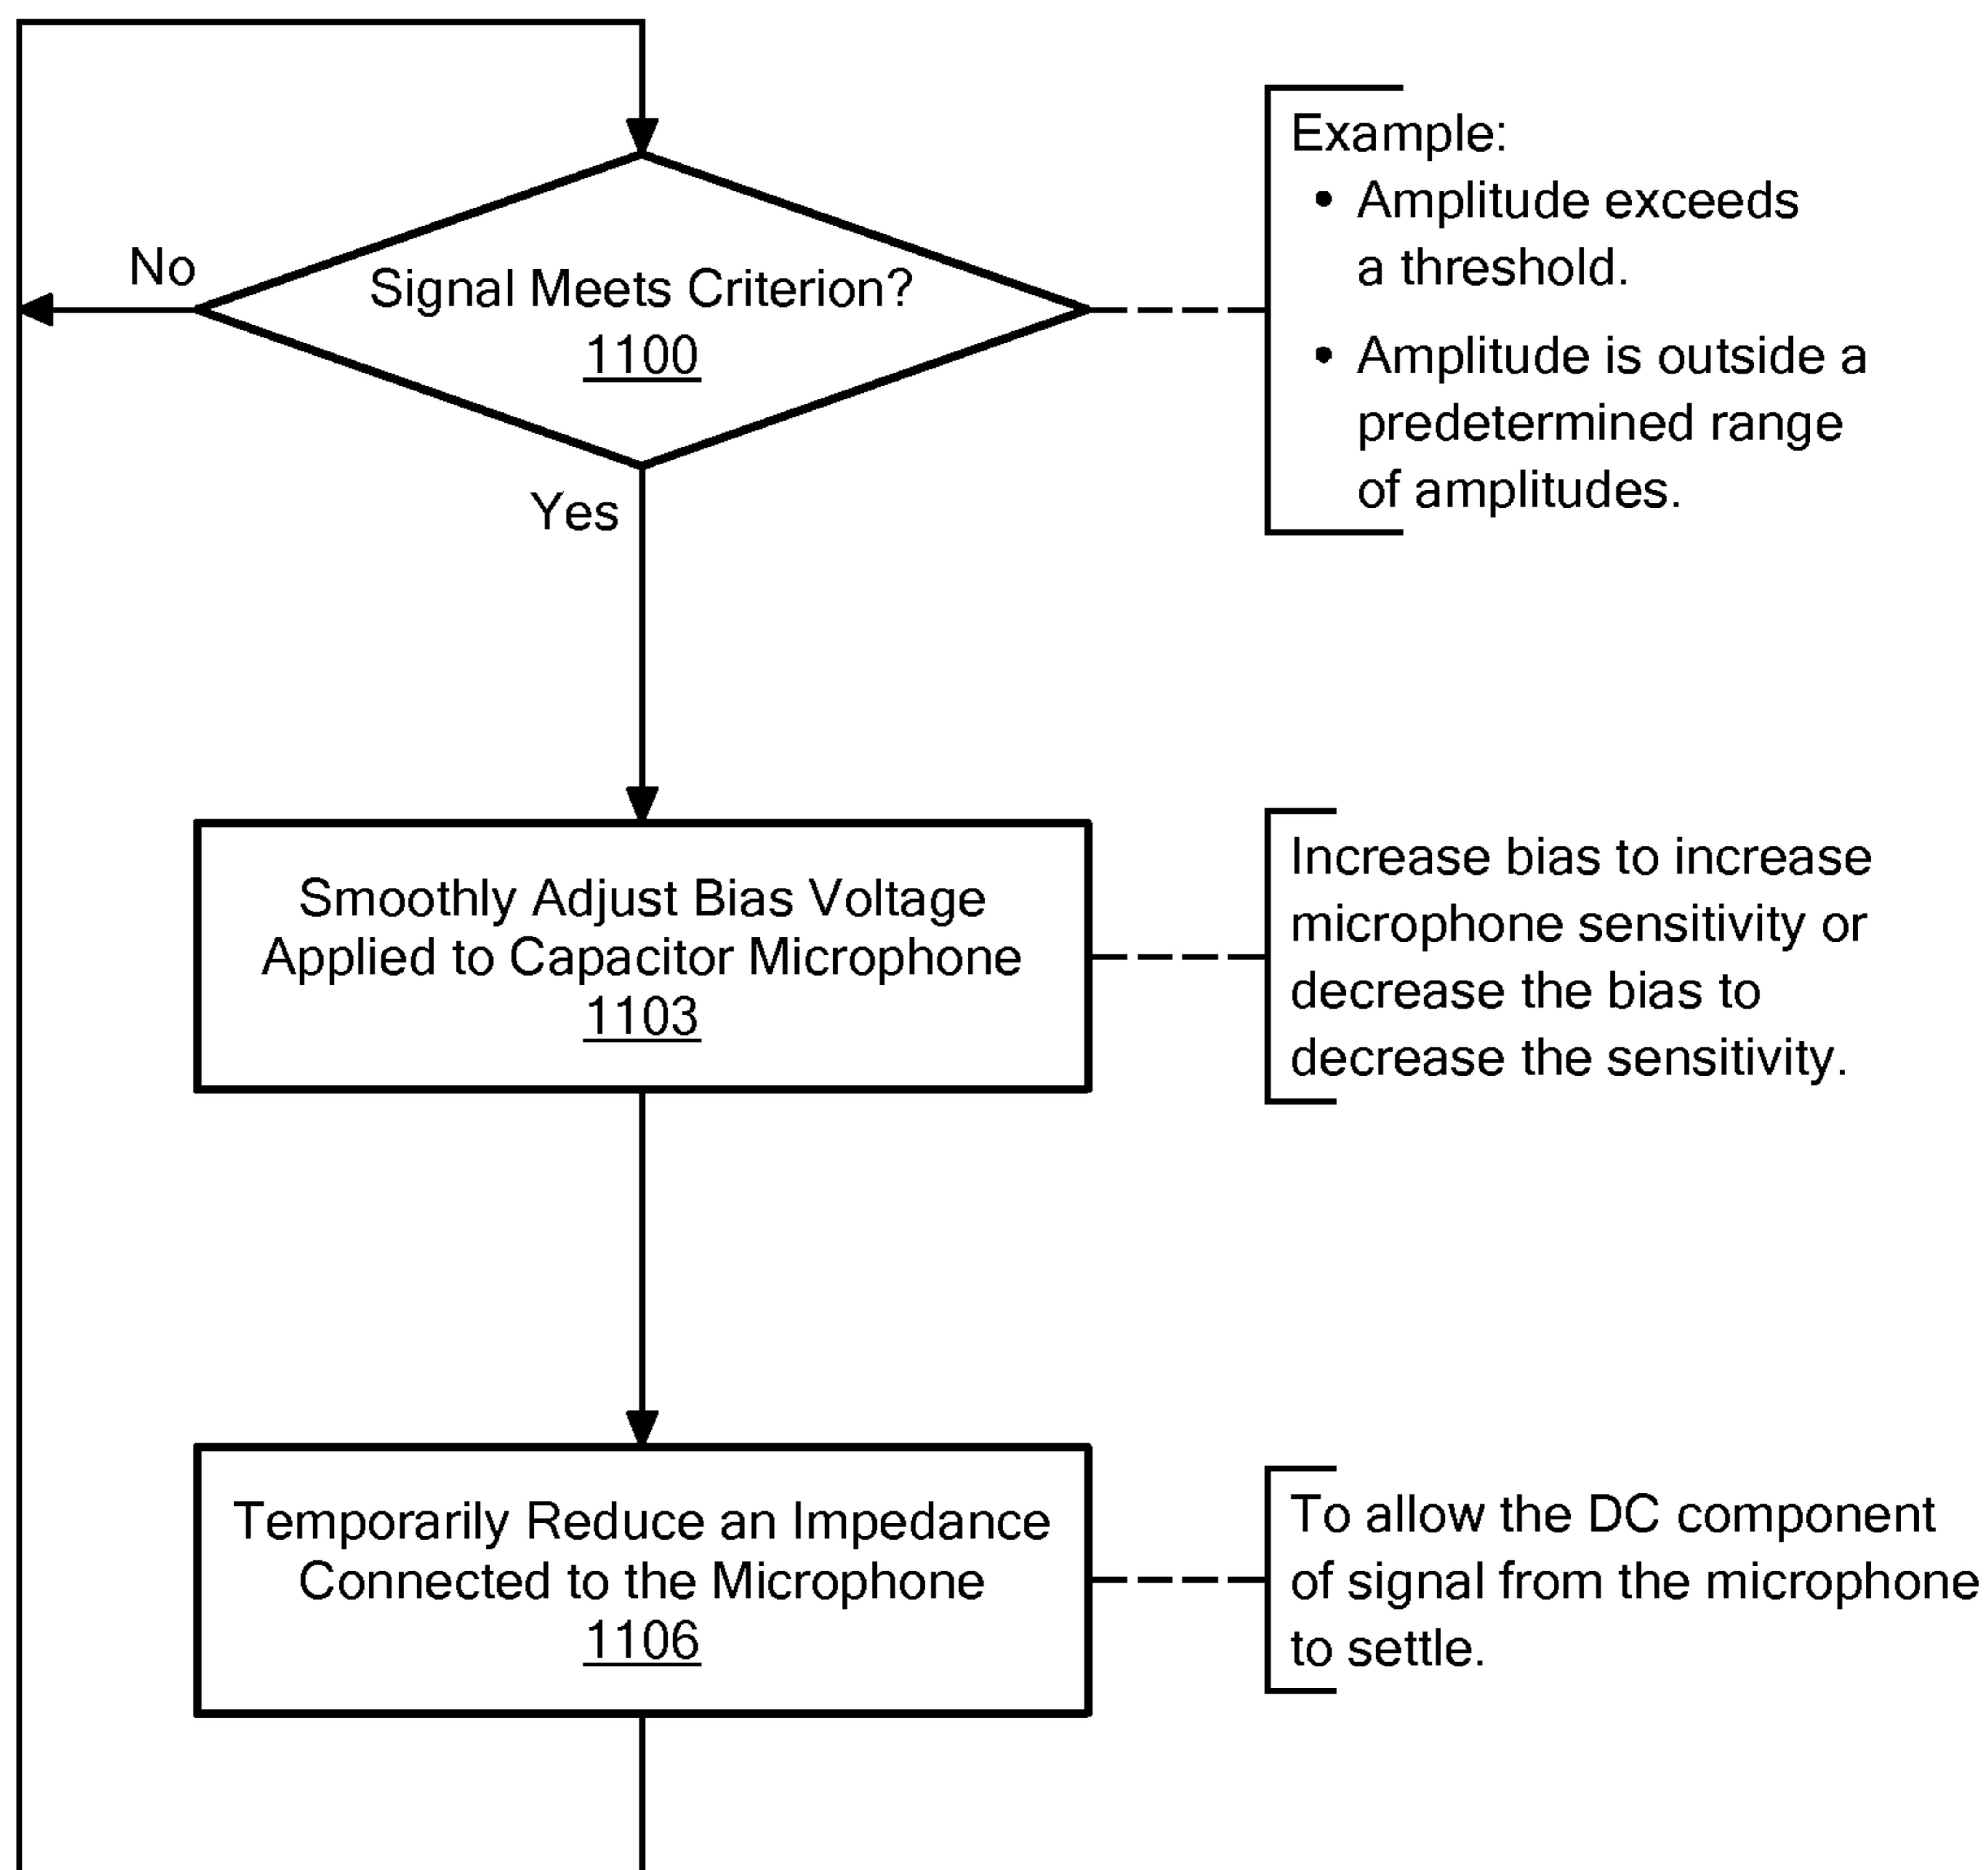 Example:
• Amplitude exceeds
a threshold.
• Amplitude is outside a
predetermined range
of amplitudes.
No
Signal Meets Criterion?
1100
Yes
Smoothly Adjust Bias Voltage
Applied to Capacitor Microphone
1103
Increase bias to increase
microphone sensitivity or
decrease the bias to
decrease the sensitivity.
Temporarily Reduce an Impedance
Connected to the Microphone
1106
To allow the DC component
of signal from the microphone
to settle.